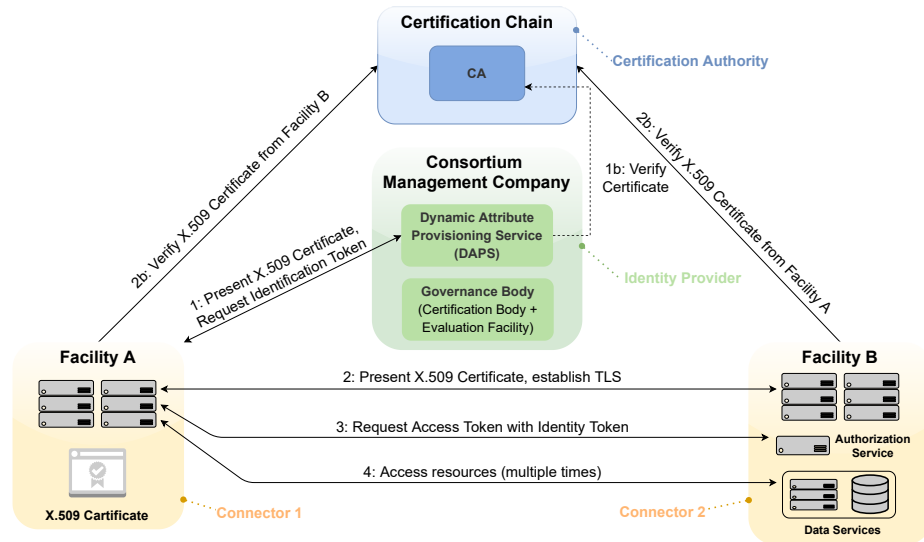 Certification Chain
CA
Certification Authority
2b: Verify X.509 Certificate from Facility B
2b: Verify X.509 Certificate from Facility A
1b: Verify
Certificate
Consortium
Management Company
Dynamic Attribute
Provisioning Service
(DAPS)
Identity Provider
Governance Body
(Certification Body +
Evaluation Facility)
1: Present X.509 Certificate,
Request Identification Token
Facility A
Facility B
2: Present X.509 Certificate, establish TLS
3: Request Access Token with Identity Token
Authorization
Service
4: Access resources (multiple times)
X.509 Cartificate
Connector 1
Connector 2
Data Services